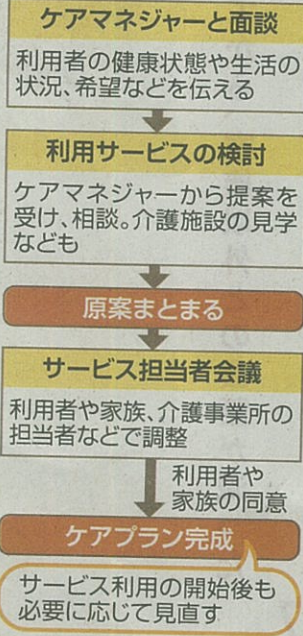 ケアマネジャーと面談
利用者の健康状態や生活の
状況、希望などを伝える
利用サービスの検討
ケアマネジャーから提案を
受け、相談。介護施設の見学
なども
原案まとまる
サービス担当者会議
利用者や家族、介護事業所の
担当者などで調整
利用者や
家族の同意
ケアプラン完成
サービス利用の開始後も
必要に応じて見直す